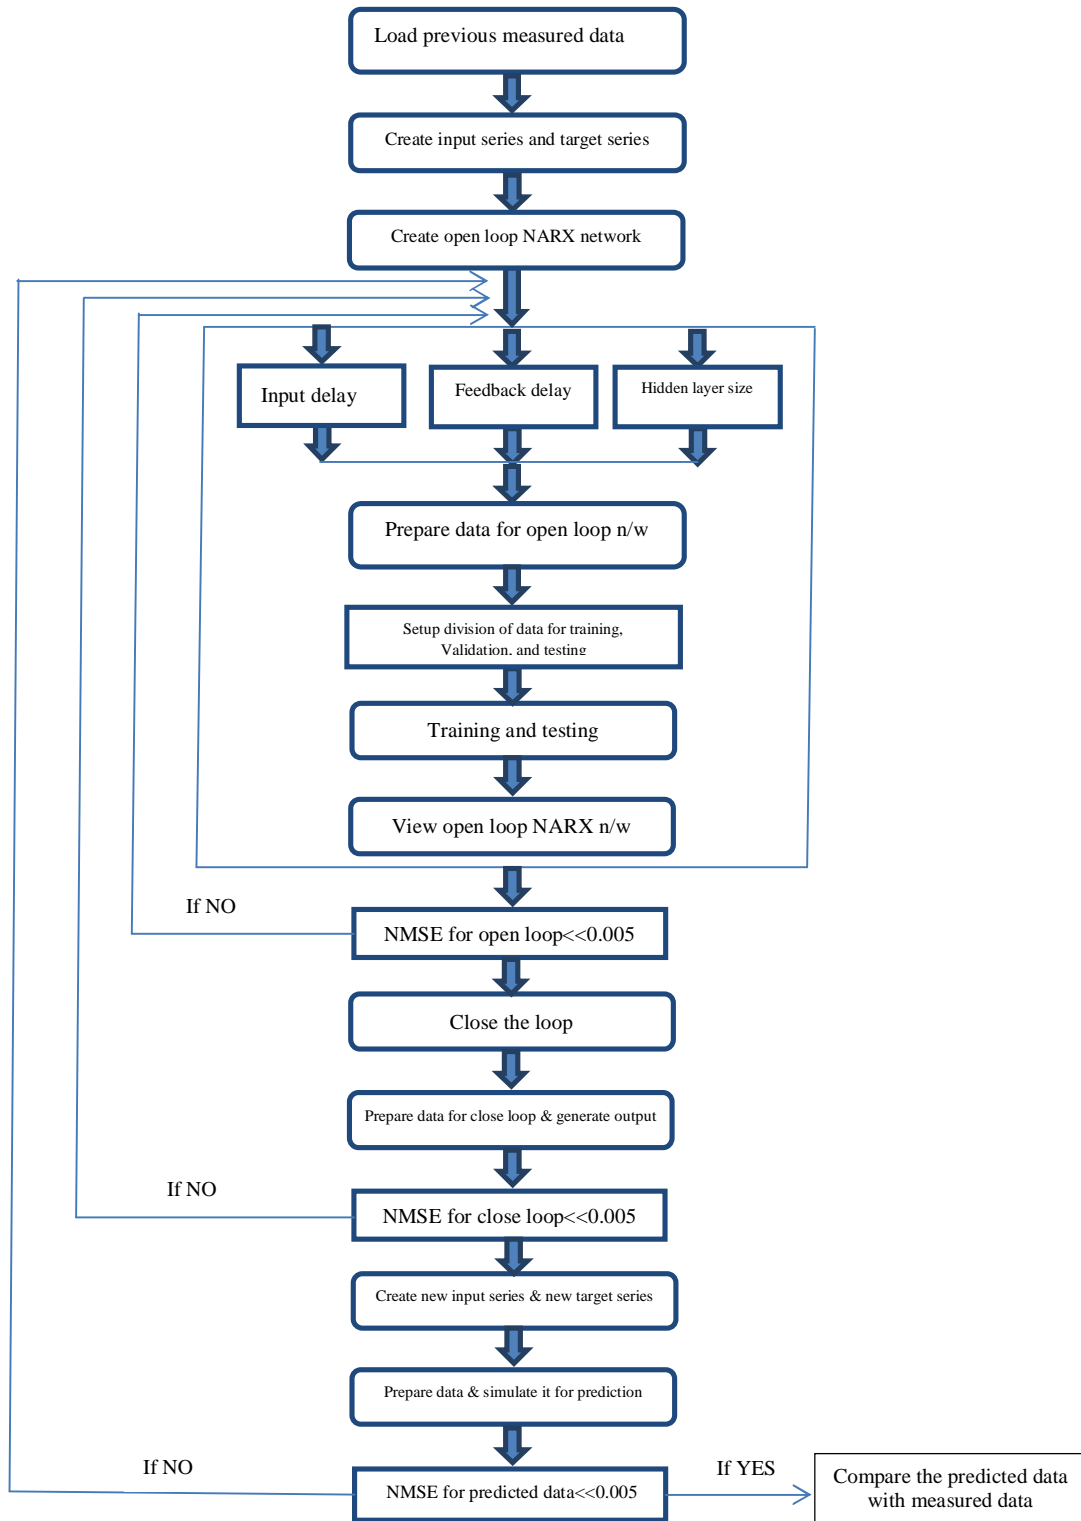 Load previous measured data
Create input series and target series
Create open loop NARX network
Input delay
Feedback delay
Hidden layer size
Prepare data for open loop n/w
Setup division of data for training,
Validation, and testing
Training and testing
View open loop NARX n/w
If NO
NMSE for open loop<<0.005
Close the loop
Prepare data for close loop & generate output
If NO
NMSE for close loop<<0.005
Create new input series & new target series
Prepare data & simulate it for prediction
If NO
NMSE for predicted data<<0.005
If YES
Compare the predicted data
with measured data